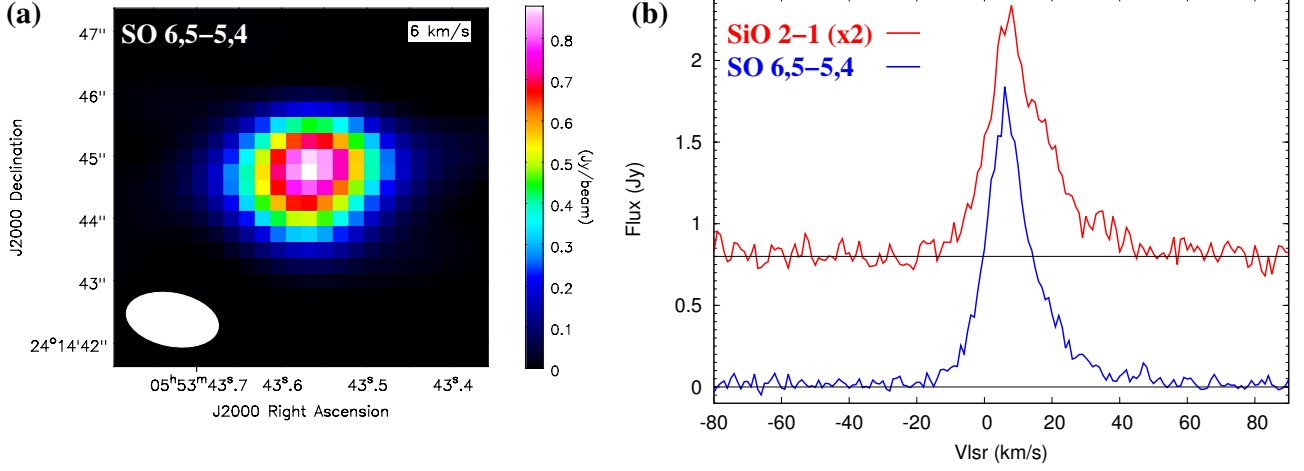 (a)
SO 6,5−5,4
6 km/s
J2000 Declination
47"
46"
45"
44"
43"
24°14'42"
05h53m43s.7
43s.6
43s.5
43s.4
J2000 Right Ascension
0.8
0.7
0.6
0.5
0.4
0.3
0.2
0.1
0
(Jy/beam)
(b)
SiO 2−1 (x2)
SO 6,5−5,4
Flux (Jy)
2
1.5
1
0.5
0
-80
-60
-40
-20
0
20
40
60
80
Vlsr (km/s)